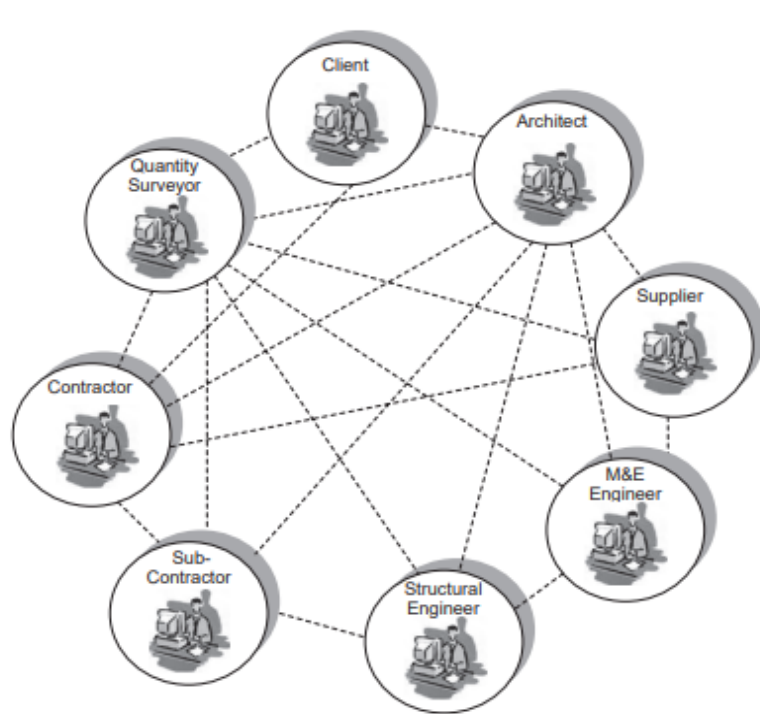 Client
Architect
Quantity
Surveyor
Supplier
Contractor
M&E
Engineer
Sub-
Contractor
Structural
Engineer